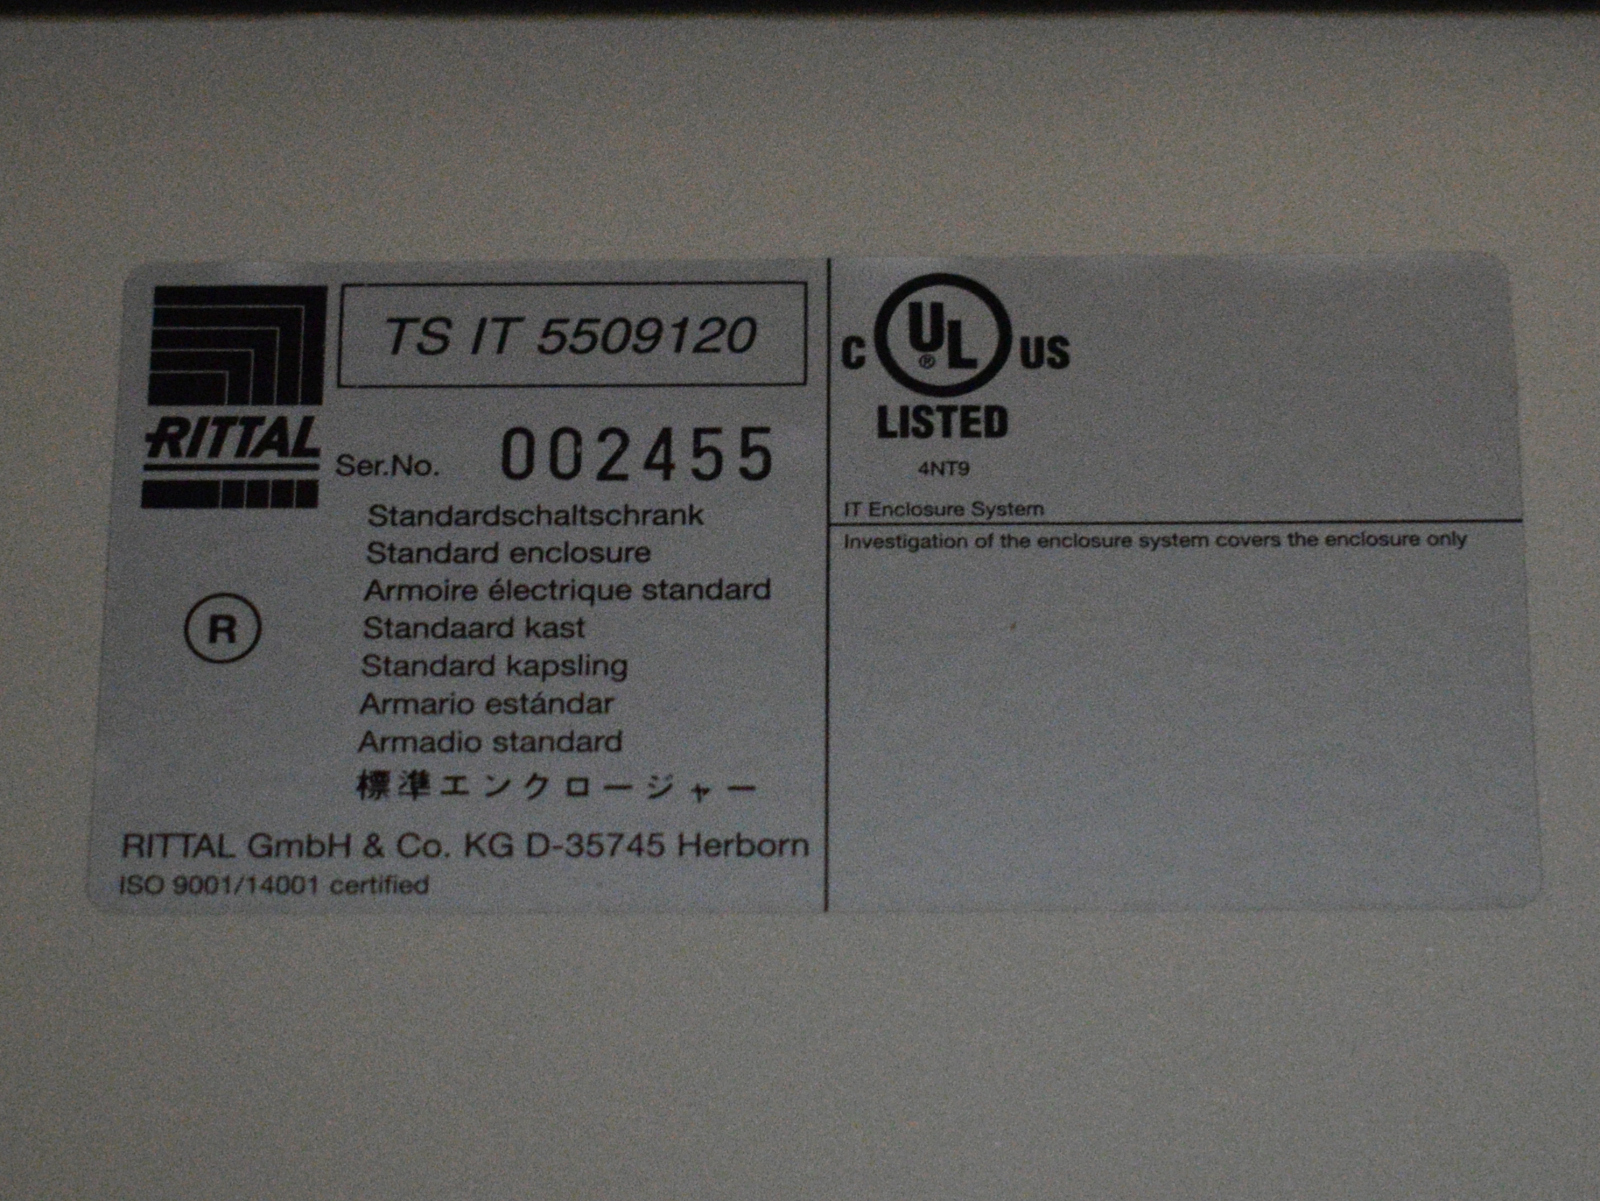 RITTAL
TS IT 5509120
Ser.No. 002455
Standardschaltschrank
Standard enclosure
Armoire électrique standard
Standaard kast
Standard kapsling
Armario estándar
Armadio standard
標準エンクロージャー
R
RITTAL GmbH & Co. KG D-35745 Herborn
ISO 9001/14001 certified
C UL® US
LISTED
4NT9
IT Enclosure System
Investigation of the enclosure system covers the enclosure only